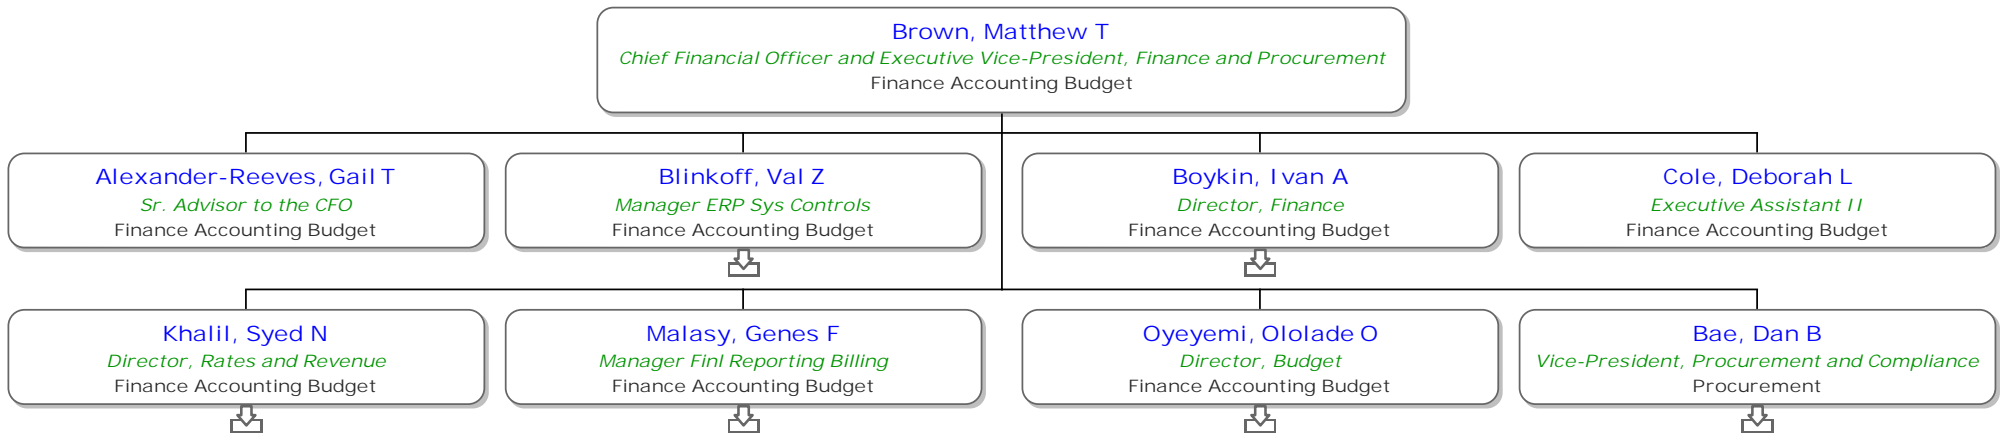 Brown, Matthew T
Chief Financial Officer and Executive Vice-President, Finance and Procurement
Finance Accounting Budget
Alexander-Reeves, Gail T
Sr. Advisor to the CFO
Finance Accounting Budget
Blinkoff, Val Z
Manager ERP Sys Controls
Finance Accounting Budget
Boykin, Ivan A
Director, Finance
Finance Accounting Budget
Cole, Deborah L
Executive Assistant II
Finance Accounting Budget
Khalil, Syed N
Director, Rates and Revenue
Finance Accounting Budget
Malasy, Genes F
Manager Finl Reporting Billing
Finance Accounting Budget
Oyeyemi, Ololade O
Director, Budget
Finance Accounting Budget
Bae, Dan B
Vice-President, Procurement and Compliance
Procurement